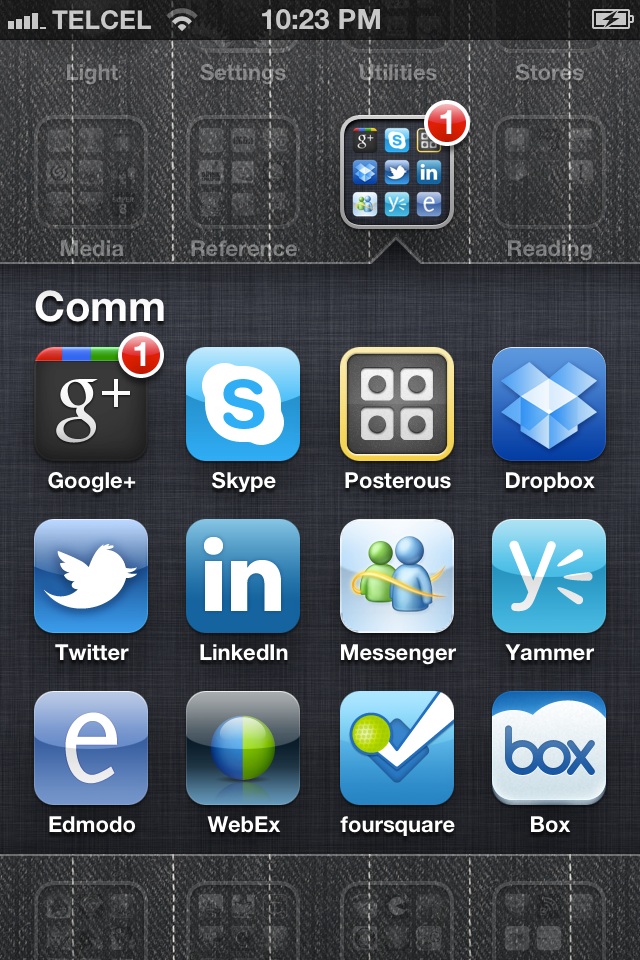 TELCEL 10:23 PM
Light Settings Utilities Stores
1
g+ S
in
y e
Media Reference Reading
Comm
1
g+ S
Google+ Skype Posterous Dropbox
in y
Twitter LinkedIn Messenger Yammer
e box
Edmodo WebEx foursquare Box